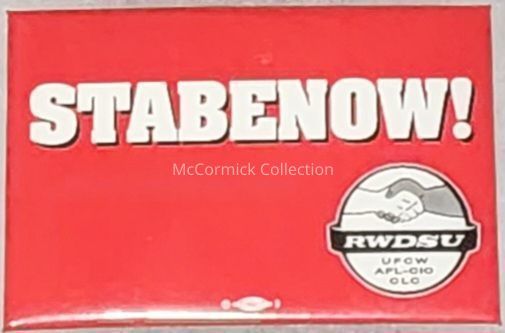 STABENOW!
McCormick Collection
RWDSU
UFCW
AFL-CIO
CLC